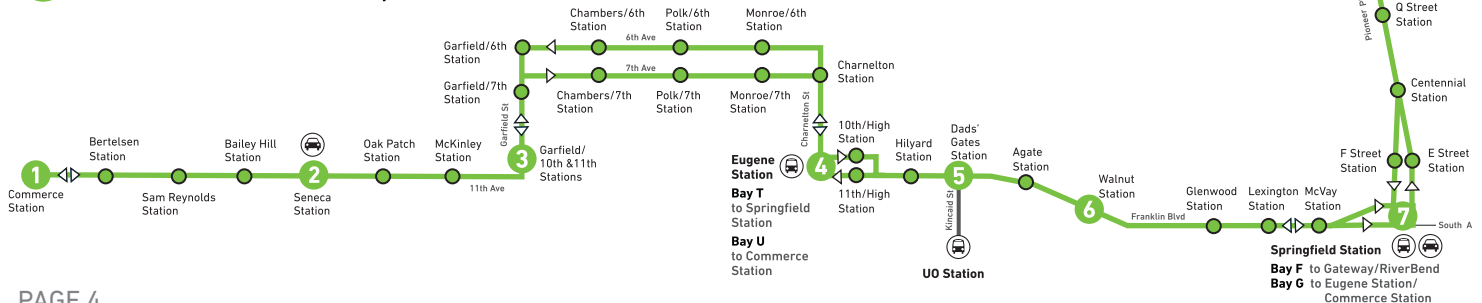 Chambers/6th
Station
Polk/6th
Station
Monroe/6th
Station
Q Street
Station
Garfield/6th
Station
6th Ave
Garfield/7th
Station
7th Ave
Charnelton
Station
Centennial
Station
Chambers/7th
Station
Polk/7th
Station
Monroe/7th
Station
Garfield St
Charnelton St
Bertelsen
Station
Bailey Hill
Station
Oak Patch
Station
McKinley
Station
Garfield/
10th &11th
Stations
10th/High
Station
Hilyard
Station
Dads'
Gates
Station
Agate
Station
F Street
Station
E Street
Station
Eugene
Station
1
2
3
4
5
6
7
Commerce
Station
Sam Reynolds
Station
Seneca
Station
11th Ave
Bay T
to Springfield
Station
Bay U
to Commerce
Station
11th/High
Station
Kincaid St
Walnut
Station
Franklin Blvd
Glenwood
Station
Lexington
Station
McVay
Station
South A
UO Station
Springfield Station
Bay F to Gateway/RiverBend
Bay G to Eugene Station/
Commerce Station
PAGE 4